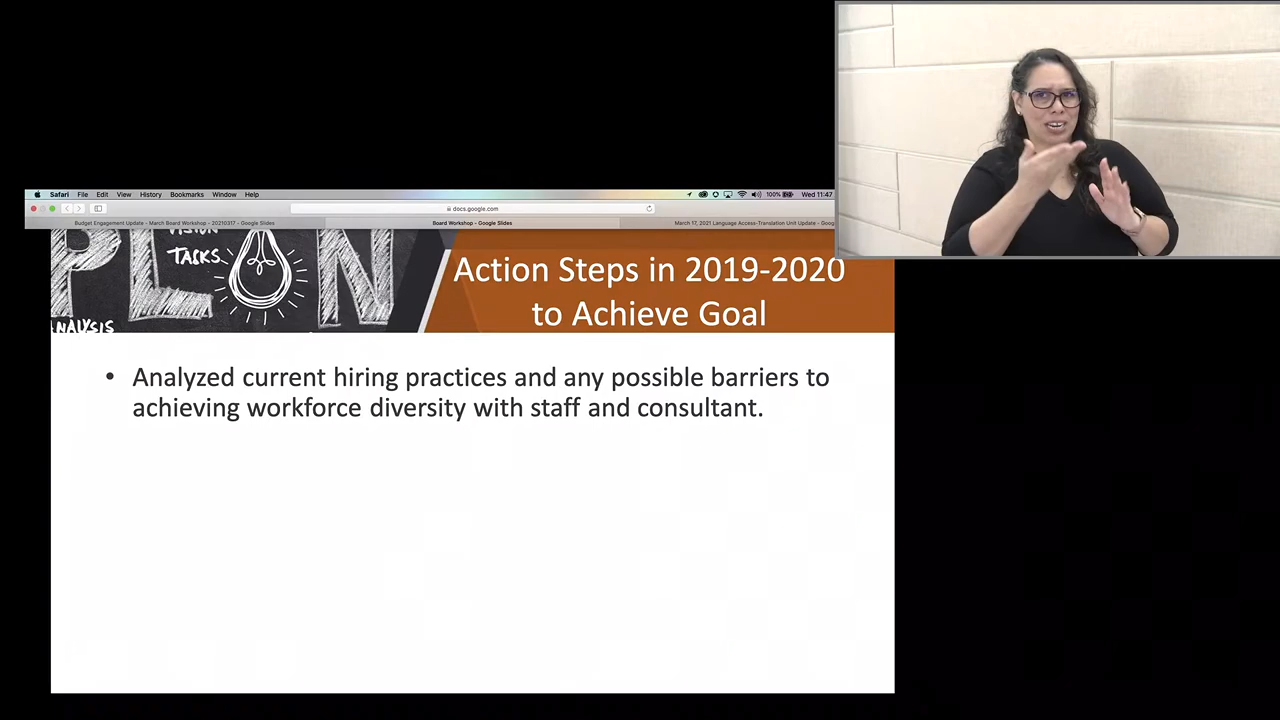 Safari File Edit View History Bookmarks Window Help 100% Wed 11:47
docs.google.com
Budget Engagement Update - March Board Workshop - 20210317 - Google Slides Board Workshop - Google Slides March 17, 2021 Language Access-Translation Unit Update - Goog
VISION
TASKS
PLAN
ANALYSIS
Action Steps in 2019-2020
to Achieve Goal
• Analyzed current hiring practices and any possible barriers to
achieving workforce diversity with staff and consultant.